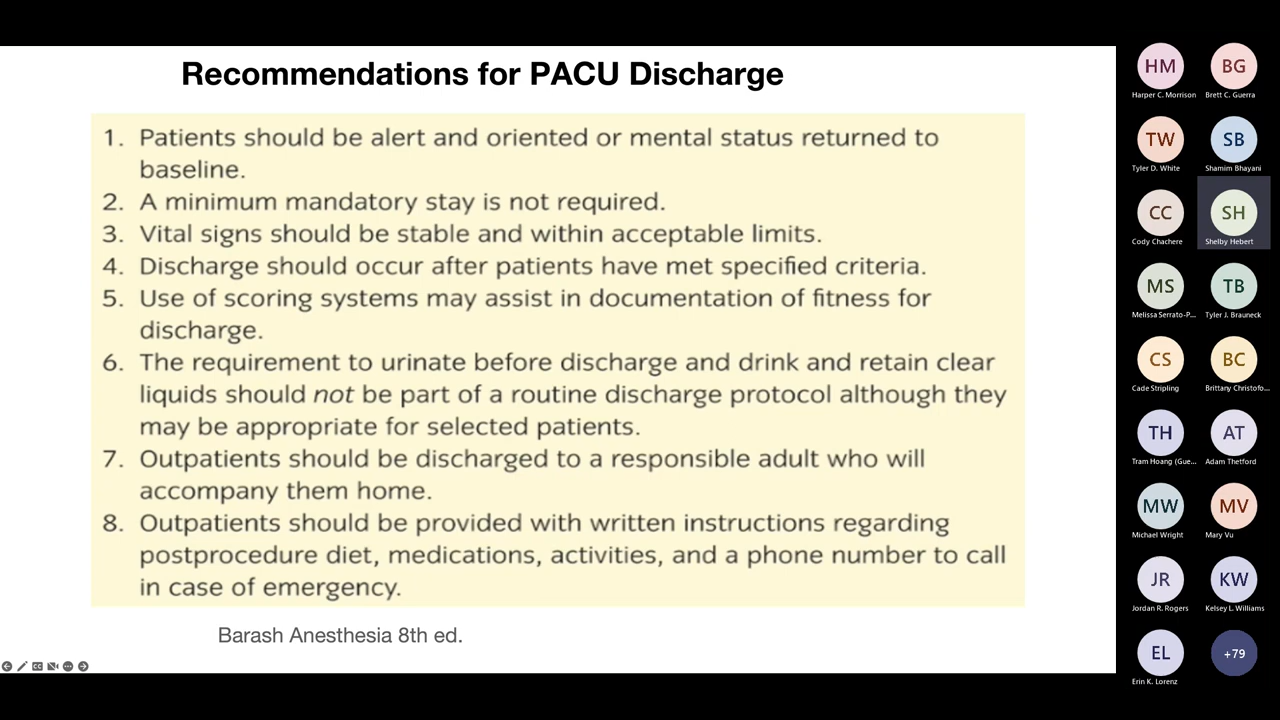 Recommendations for PACU Discharge
1. Patients should be alert and oriented or mental status returned to
baseline.
2. A minimum mandatory stay is not required.
3. Vital signs should be stable and within acceptable limits.
4. Discharge should occur after patients have met specified criteria.
5. Use of scoring systems may assist in documentation of fitness for
discharge.
6. The requirement to urinate before discharge and drink and retain clear
liquids should not be part of a routine discharge protocol although they
may be appropriate for selected patients.
7. Outpatients should be discharged to a responsible adult who will
accompany them home.
8. Outpatients should be provided with written instructions regarding
postprocedure diet, medications, activities, and a phone number to call
in case of emergency.
Barash Anesthesia 8th ed.
HM
Harper C. Morrison
BG
Brett C. Guerra
TW
Tyler D. White
SB
Shamim Bhayani
CC
Cody Chachere
SH
Shelby Hebert
MS
Melissa Serrato-P...
TB
Tyler J. Brauneck
CS
Cade Stripling
BC
Brittany Christofo...
TH
Tram Hoang (Gue...
AT
Adam Thetford
MW
Michael Wright
MV
Mary Vu
JR
Jordan R. Rogers
KW
Kelsey L. Williams
EL
Erin K. Lorenz
+79